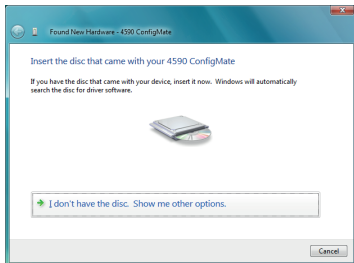 Found New Hardware - 4590 ConfigMate
Insert the disc that came with your 4590 ConfigMate
If you have the disc that came with your device, insert it now. Windows will automatically
search the disc for driver software.
I don't have the disc. Show me other options.
Cancel